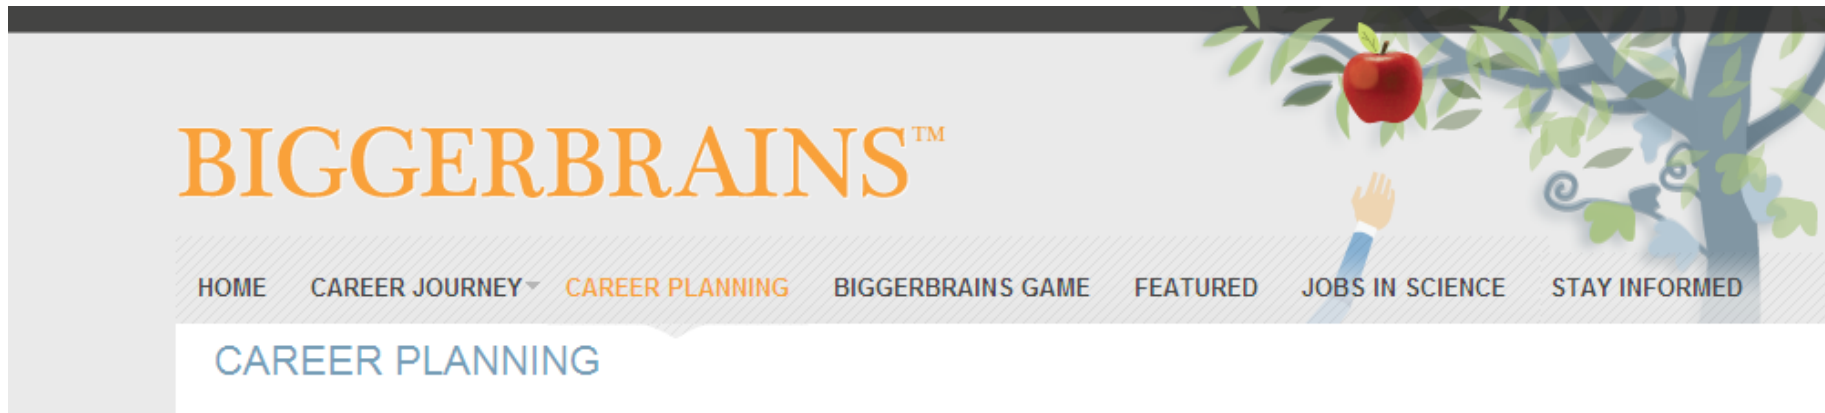 BIGGERBRAINS™
HOME CAREER JOURNEY CAREER PLANNING BIGGERBRAINS GAME FEATURED JOBS IN SCIENCE STAY INFORMED
CAREER PLANNING